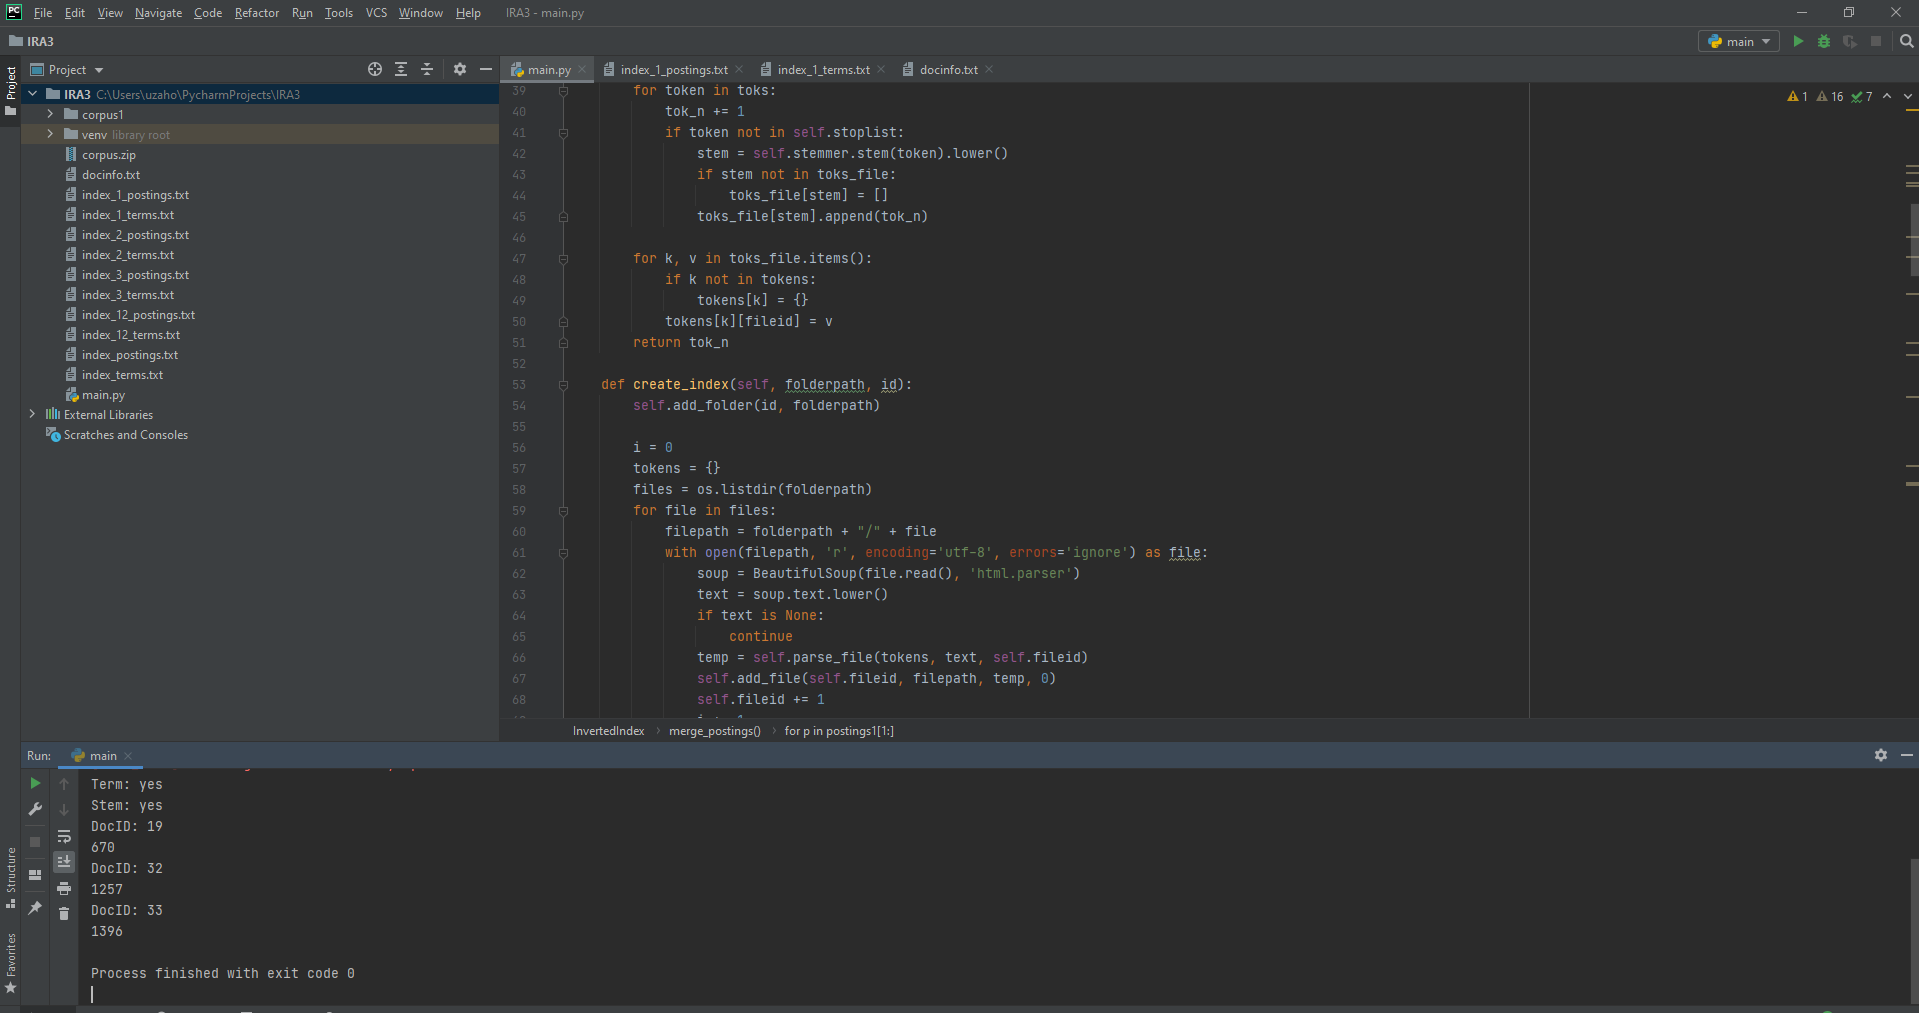 PC File Edit View Navigate Code Refactor Run Tools VCS Window Help IRA3 - main.py
IRA3
main
Project
Project
main.py
index_1_postings.txt
index_1_terms.txt
docinfo.txt
IRA3 C:\Users\uzaho\PycharmProjects\IRA3
corpus1
venv library root
corpus.zip
docinfo.txt
index_1_postings.txt
index_1_terms.txt
index_2_postings.txt
index_2_terms.txt
index_3_postings.txt
index_3_terms.txt
index_12_postings.txt
index_12_terms.txt
index_postings.txt
index_terms.txt
main.py
External Libraries
Scratches and Consoles
1 16 7
39 for token in toks:
40 tok_n += 1
41 if token not in self.stoplist:
42 stem = self.stemmer.stem(token).lower()
43 if stem not in toks_file:
44 toks_file[stem] = []
45 toks_file[stem].append(tok_n)
46
47 for k, v in toks_file.items():
48 if k not in tokens:
49 tokens[k] = {}
50 tokens[k][fileid] = v
51 return tok_n
52
53 def create_index(self, folderpath, id):
54 self.add_folder(id, folderpath)
55
56 i = 0
57 tokens = {}
58 files = os.listdir(folderpath)
59 for file in files:
60 filepath = folderpath + "/" + file
61 with open(filepath, 'r', encoding='utf-8', errors='ignore') as file:
62 soup = BeautifulSoup(file.read(), 'html.parser')
63 text = soup.text.lower()
64 if text is None:
65 continue
66 temp = self.parse_file(tokens, text, self.fileid)
67 self.add_file(self.fileid, filepath, temp, 0)
68 self.fileid += 1
InvertedIndex merge_postings() for p in postings1[1:]
Run: main
Term: yes
Stem: yes
DocID: 19
670
DocID: 32
1257
DocID: 33
1396
Process finished with exit code 0
Structure
Favorites